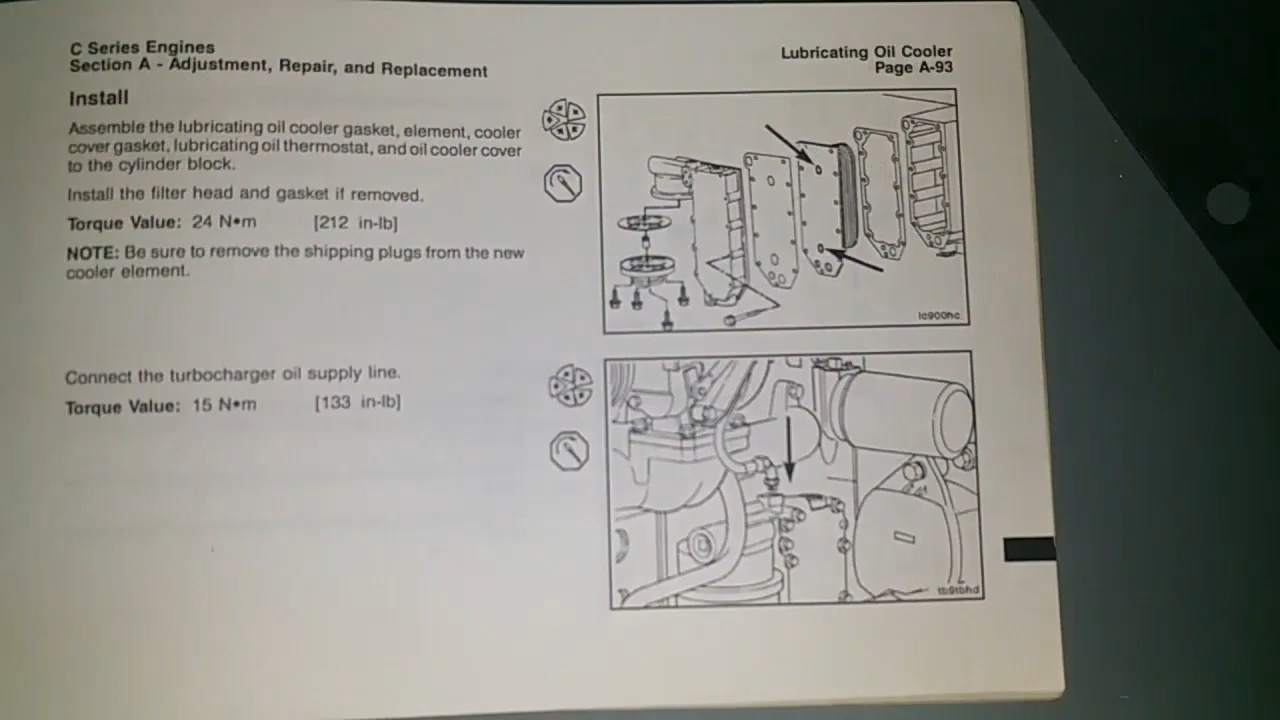 C Series Engines
Section A - Adjustment, Repair, and Replacement
Lubricating Oil Cooler
Page A-93
Install
Assemble the lubricating oil cooler gasket, element, cooler
cover gasket, lubricating oil thermostat, and oil cooler cover
to the cylinder block.
Install the filter head and gasket if removed.
Torque Value: 24 N•m [212 in-lb]
NOTE: Be sure to remove the shipping plugs from the new
cooler element.
lc900hc
Connect the turbocharger oil supply line.
Torque Value: 15 N•m [133 in-lb]